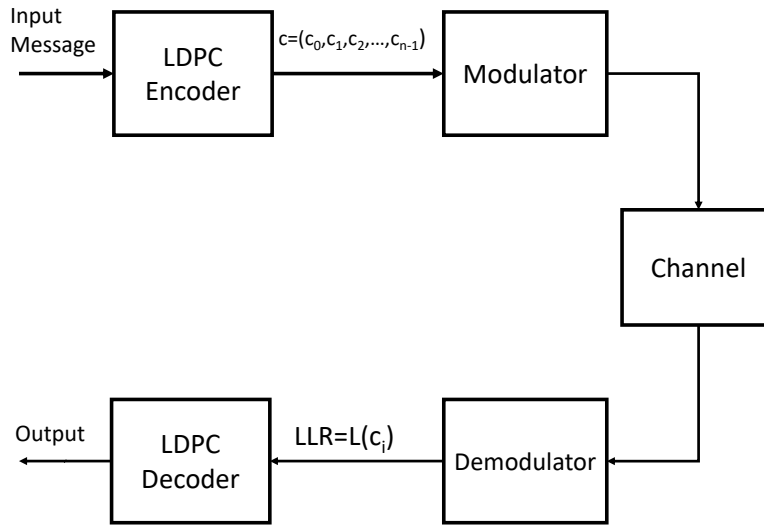 Input
Message
LDPC
Encoder
c=(c₀,c₁,c₂,...,cₙ₋₁)
Modulator
Channel
Output
LDPC
Decoder
LLR=L(cᵢ)
Demodulator